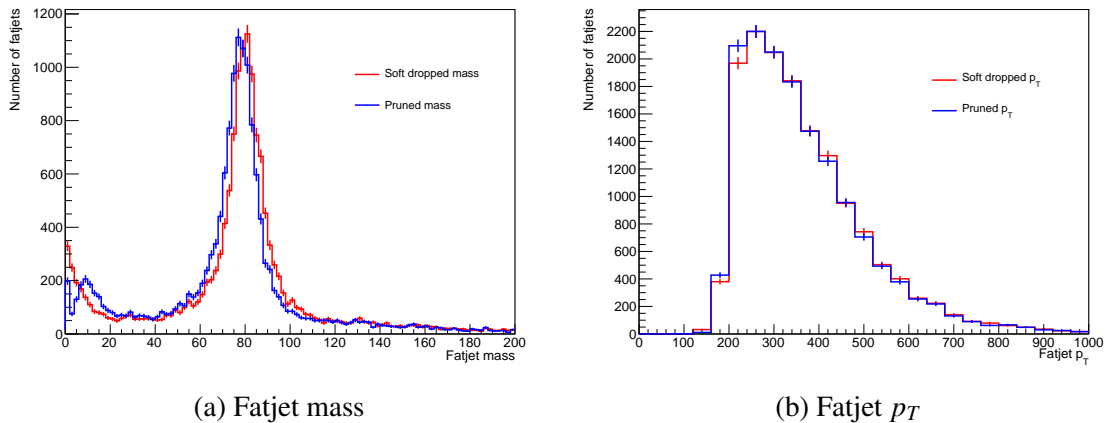 Number of fatjets
1200
1000
800
600
400
200
0
Soft dropped mass
Pruned mass
0 20 40 60 80 100 120 140 160 180 200
Fatjet mass
(a) Fatjet mass
Number of fatjets
2200
2000
1800
1600
1400
1200
1000
800
600
400
200
0
Soft dropped p_T
Pruned p_T
0 100 200 300 400 500 600 700 800 900 1000
Fatjet p_T
(b) Fatjet p_T